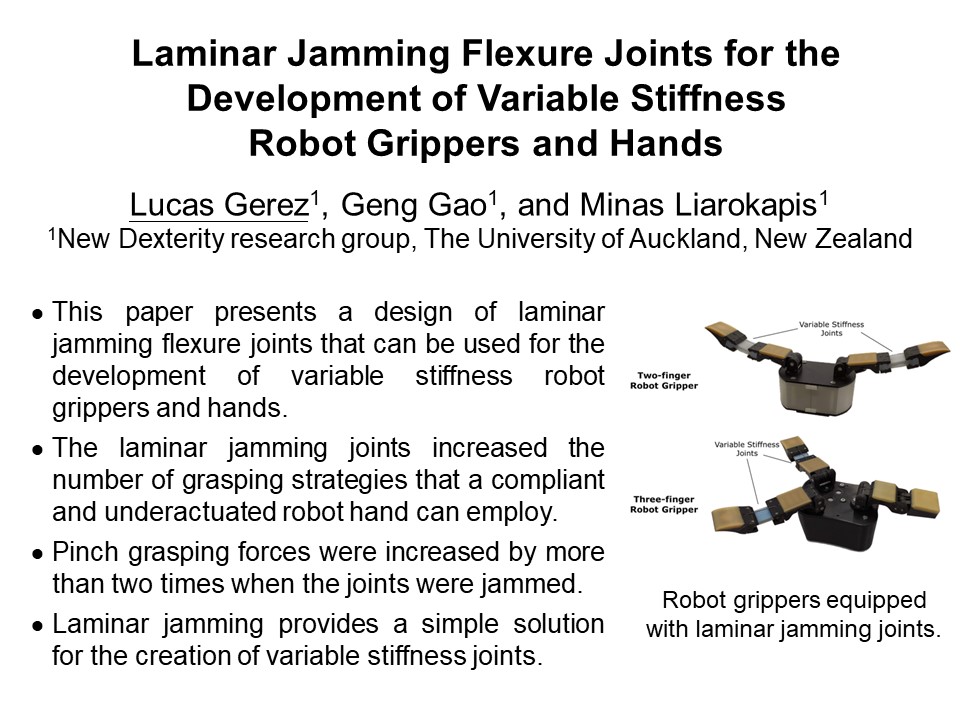 Laminar Jamming Flexure Joints for the
Development of Variable Stiffness
Robot Grippers and Hands
Lucas Gerez¹, Geng Gao¹, and Minas Liarokapis¹
¹New Dexterity research group, The University of Auckland, New Zealand
● This paper presents a design of laminar
jamming flexure joints that can be used for the
development of variable stiffness robot
grippers and hands.
● The laminar jamming joints increased the
number of grasping strategies that a compliant
and underactuated robot hand can employ.
● Pinch grasping forces were increased by more
than two times when the joints were jammed.
● Laminar jamming provides a simple solution
for the creation of variable stiffness joints.
Variable Stiffness
Joints
Two-finger
Robot Gripper
Variable Stiffness
Joints
Three-finger
Robot Gripper
Robot grippers equipped
with laminar jamming joints.